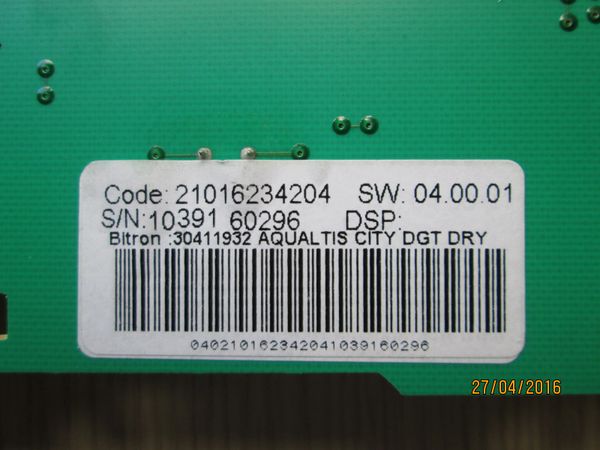 Code: 21016234204 SW: 04.00.01
S/N:10391 60296 DSP:
Bitron :30411932 AQUALTIS CITY DGT DRY
0402101623420410391​60296
27/04/2016